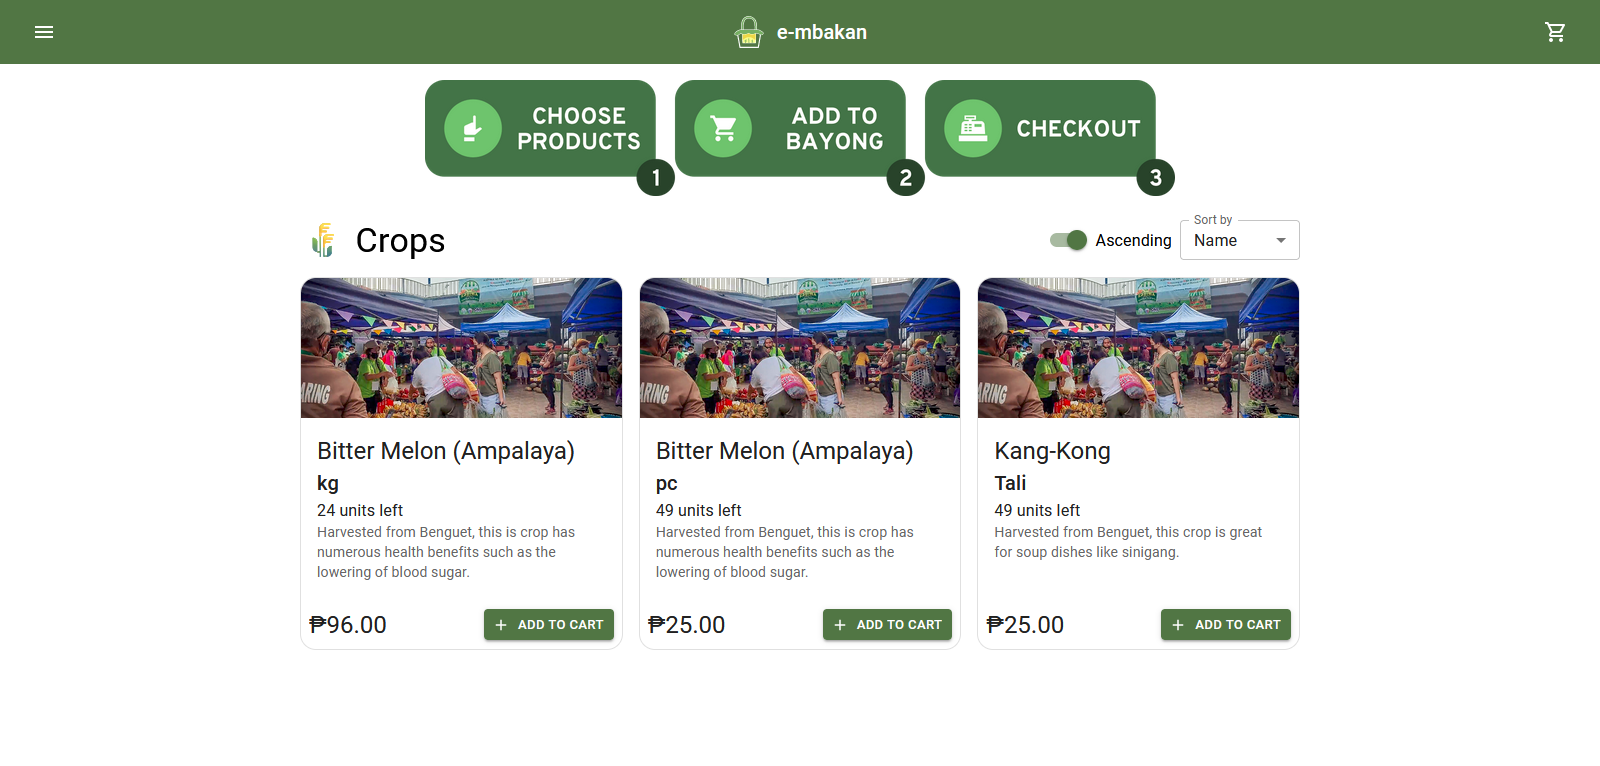 e-mbakan
CHOOSE
PRODUCTS
1
ADD TO
BAYONG
2
CHECKOUT
3
Crops
Ascending
Sort by
Name
ARING
ARING
ARING
Bitter Melon (Ampalaya)
kg
24 units left
Harvested from Benguet, this is crop has
numerous health benefits such as the
lowering of blood sugar.
₱96.00
ADD TO CART
Bitter Melon (Ampalaya)
pc
49 units left
Harvested from Benguet, this is crop has
numerous health benefits such as the
lowering of blood sugar.
₱25.00
ADD TO CART
Kang-Kong
Tali
49 units left
Harvested from Benguet, this crop is great
for soup dishes like sinigang.
₱25.00
ADD TO CART